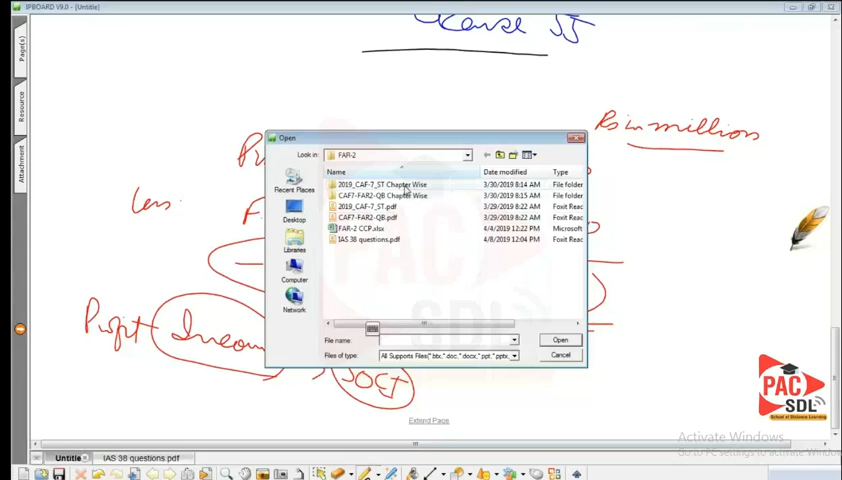 IPBOARD V9.0 - [Untitle]
Clause 55
Rs in millions
Page(s)
Resource
Attachment
Less
Open
Look in:
FAR-2
Name
Date modified
Type
Recent Places
Desktop
Libraries
Computer
Network
2019_CAF-7_ST Chapter Wise 3/30/2019 8:14 AM File folder
CAF7-FAR2-QB Chapter Wise 3/30/2019 8:15 AM File folder
2019_CAF-7_ST.pdf 3/29/2019 8:22 AM Foxit Reac
CAF7-FAR2-QB.pdf 3/29/2019 8:22 AM Foxit Reac
FAR-2 CCP.xlsx 4/4/2019 12:22 PM Microsoft
IAS 38 questions.pdf 4/8/2019 12:04 PM Foxit Reac
File name:
Open
Files of type:
All Supports Files(*.btx,*.doc,*.docx,*.ppt,*.pptx,
Cancel
Profit
Incom
SOCI
PAC
SDL
School of Distance Learning
Extend Page
Activate Windows
Go to PC settings to activate Windows.
Untitle
IAS 38 questions.pdf